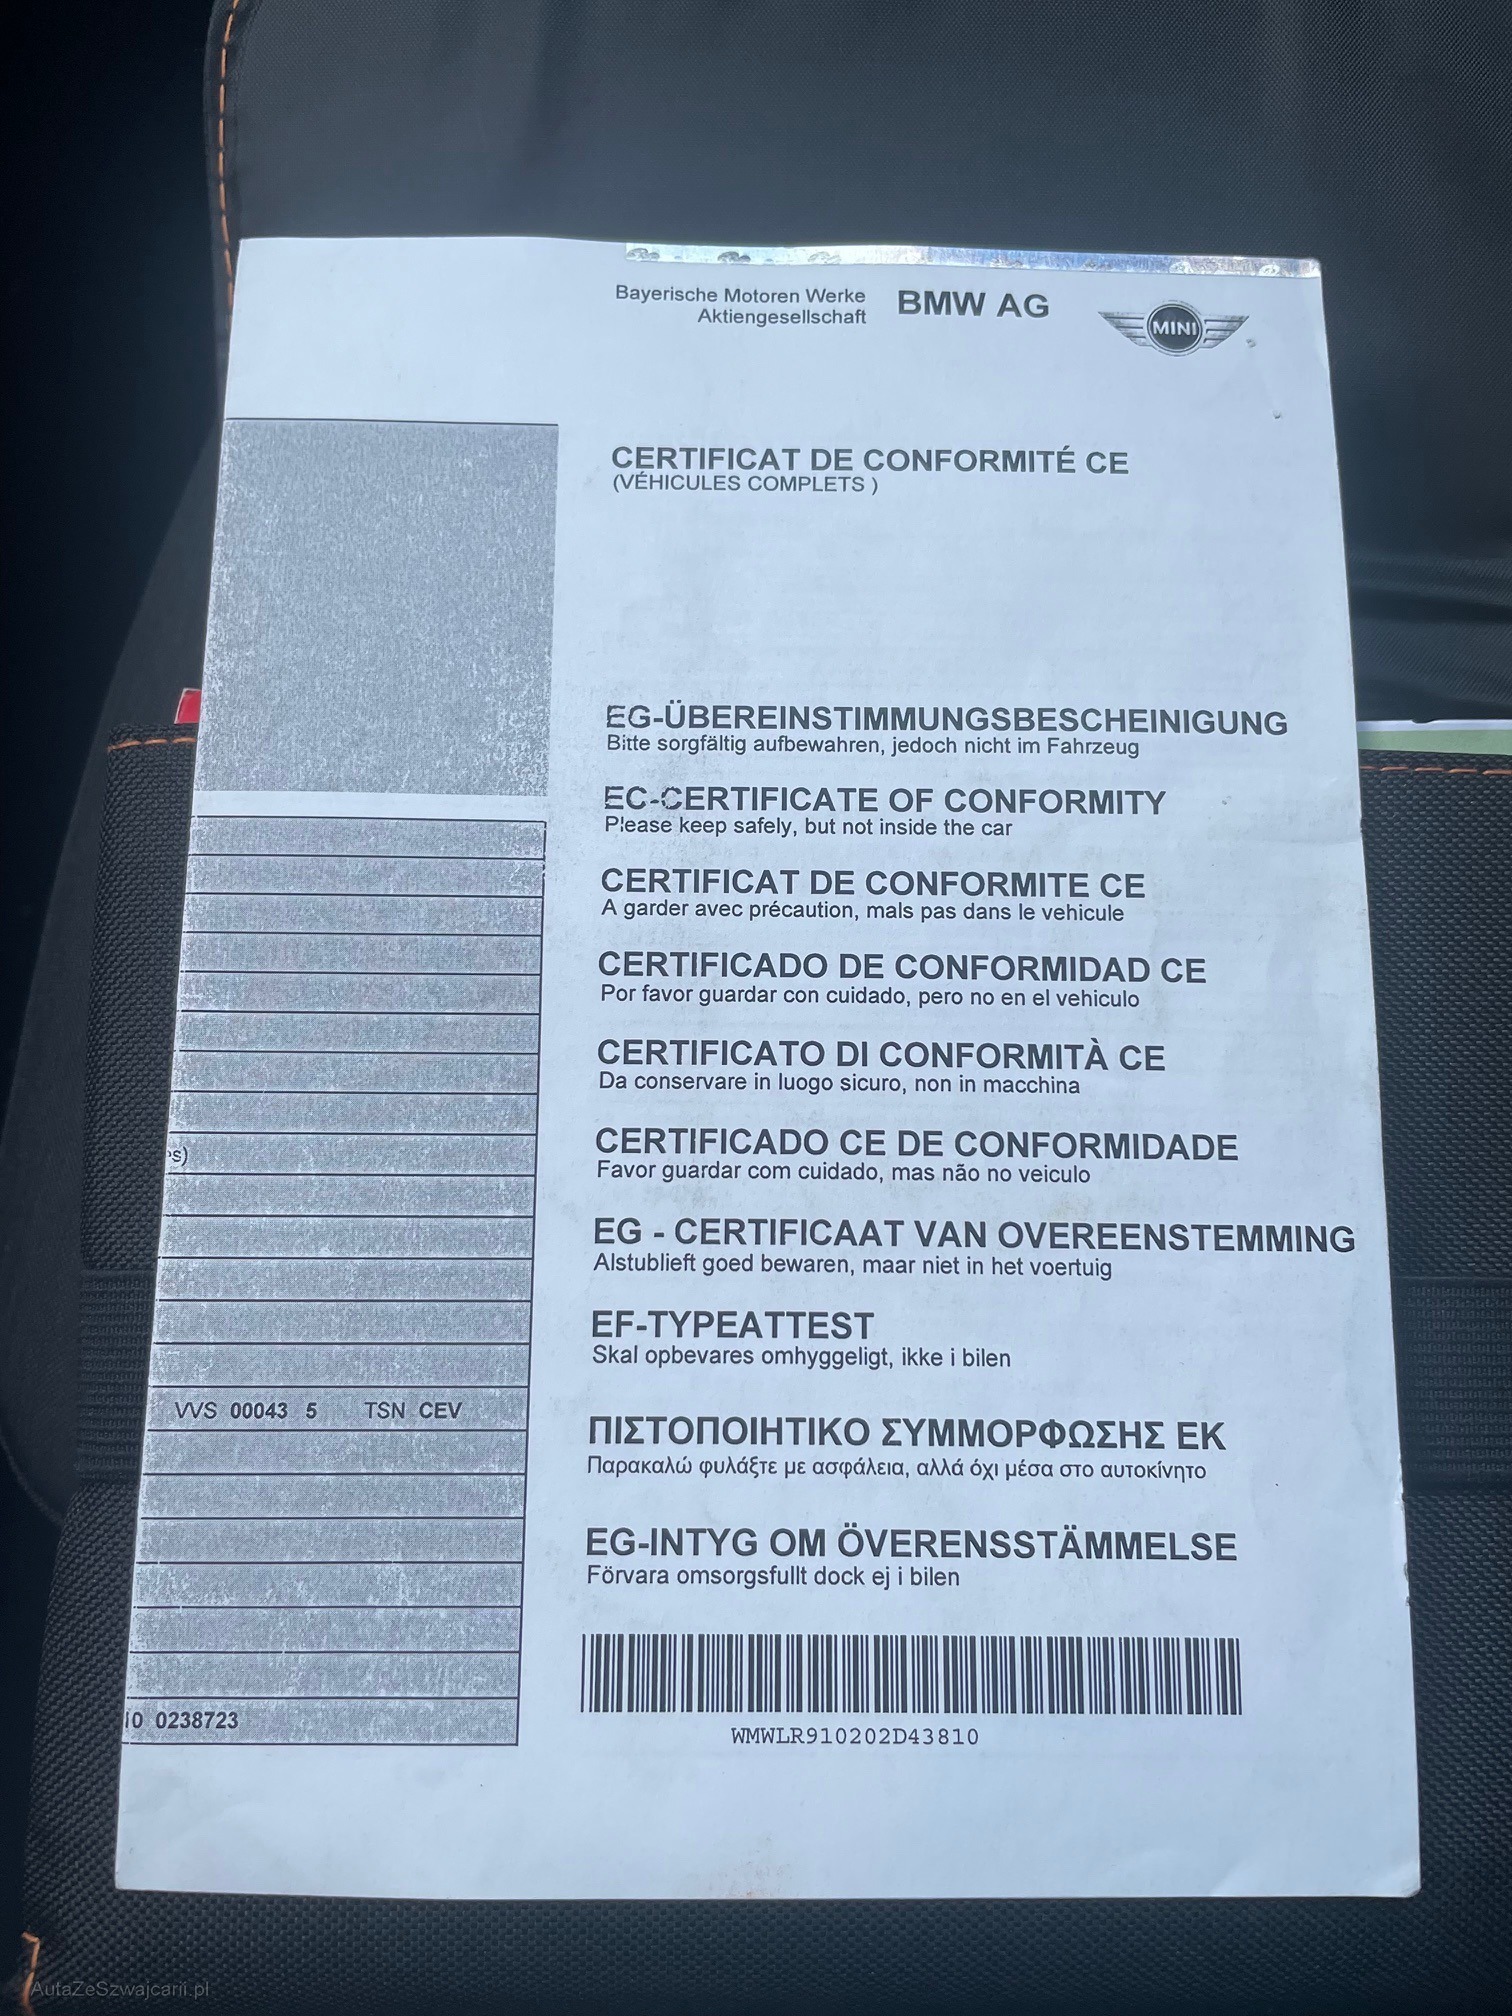 Bayerische Motoren Werke
Aktiengesellschaft
BMW AG
MINI
CERTIFICAT DE CONFORMITÉ CE
(VÉHICULES COMPLETS )
EG-ÜBEREINSTIMMUNGSBESCHEINIGUNG
Bitte sorgfältig aufbewahren, jedoch nicht im Fahrzeug
EC-CERTIFICATE OF CONFORMITY
Please keep safely, but not inside the car
CERTIFICAT DE CONFORMITE CE
A garder avec précaution, mals pas dans le vehicule
CERTIFICADO DE CONFORMIDAD CE
Por favor guardar con cuidado, pero no en el vehiculo
CERTIFICATO DI CONFORMITÀ CE
Da conservare in luogo sicuro, non in macchina
CERTIFICADO CE DE CONFORMIDADE
Favor guardar com cuidado, mas não no veiculo
EG - CERTIFICAAT VAN OVEREENSTEMMING
Alstublieft goed bewaren, maar niet in het voertuig
EF-TYPEATTEST
Skal opbevares omhyggeligt, ikke i bilen
ΠΙΣΤΟΠΟΙΗΤΙΚΟ ΣΥΜΜΟΡΦΩΣΗΣ ΕΚ
Παρακαλώ φυλάξτε με ασφάλεια, αλλά όχι μέσα στο αυτοκίνητο
EG-INTYG OM ÖVERENSSTÄMMELSE
Förvara omsorgsfullt dock ej i bilen
WMWLR910202D43810
s)
VVS 00043 5 TSN CEV
0238723
AutaZeSzwajcarii.pl